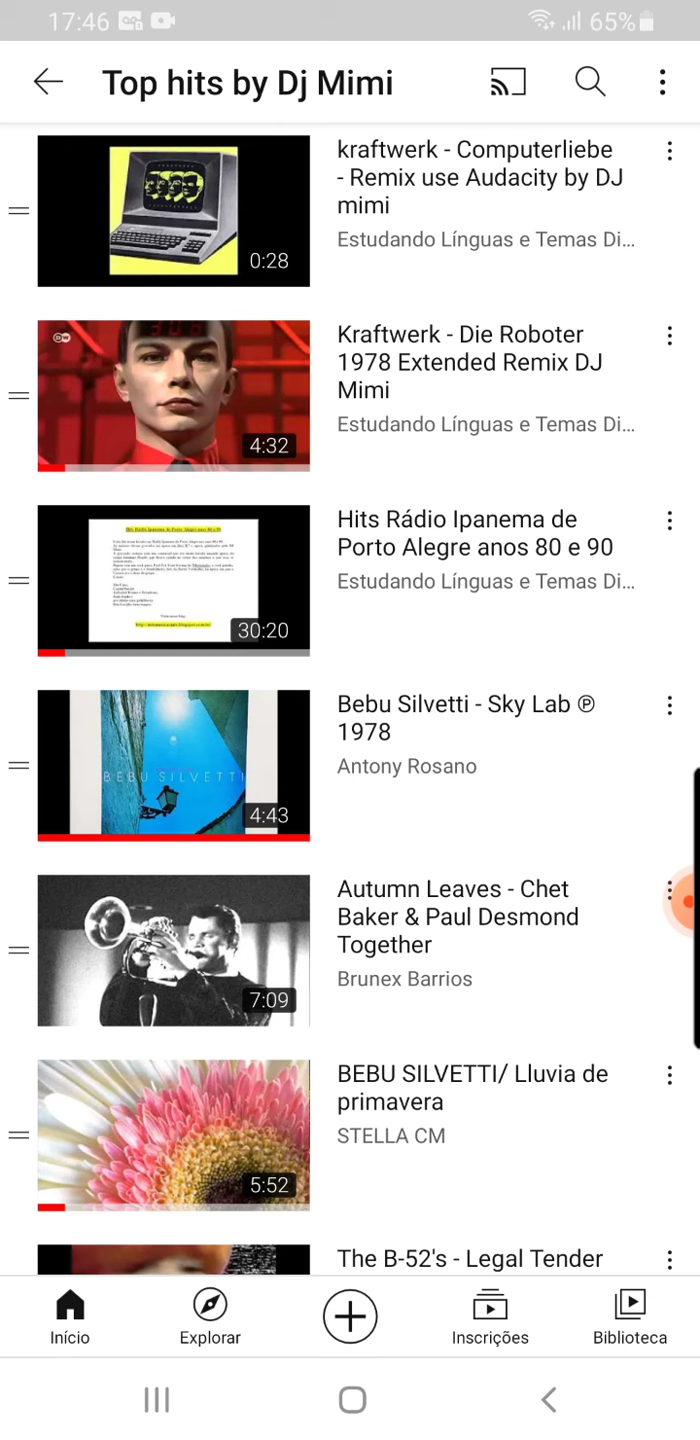 17:46
65%
Top hits by Dj Mimi
kraftwerk - Computerliebe
- Remix use Audacity by DJ
mimi
Estudando Línguas e Temas Di...
0:28
Kraftwerk - Die Roboter
1978 Extended Remix DJ
Mimi
Estudando Línguas e Temas Di...
4:32
Hits Rádio Ipanema de
Porto Alegre anos 80 e 90
Estudando Línguas e Temas Di...
30:20
Bebu Silvetti - Sky Lab ℗
1978
Antony Rosano
BEBU SILVETTI
4:43
Autumn Leaves - Chet
Baker & Paul Desmond
Together
Brunex Barrios
7:09
BEBU SILVETTI/ Lluvia de
primavera
STELLA CM
5:52
The B-52's - Legal Tender
Início
Explorar
Inscrições
Biblioteca